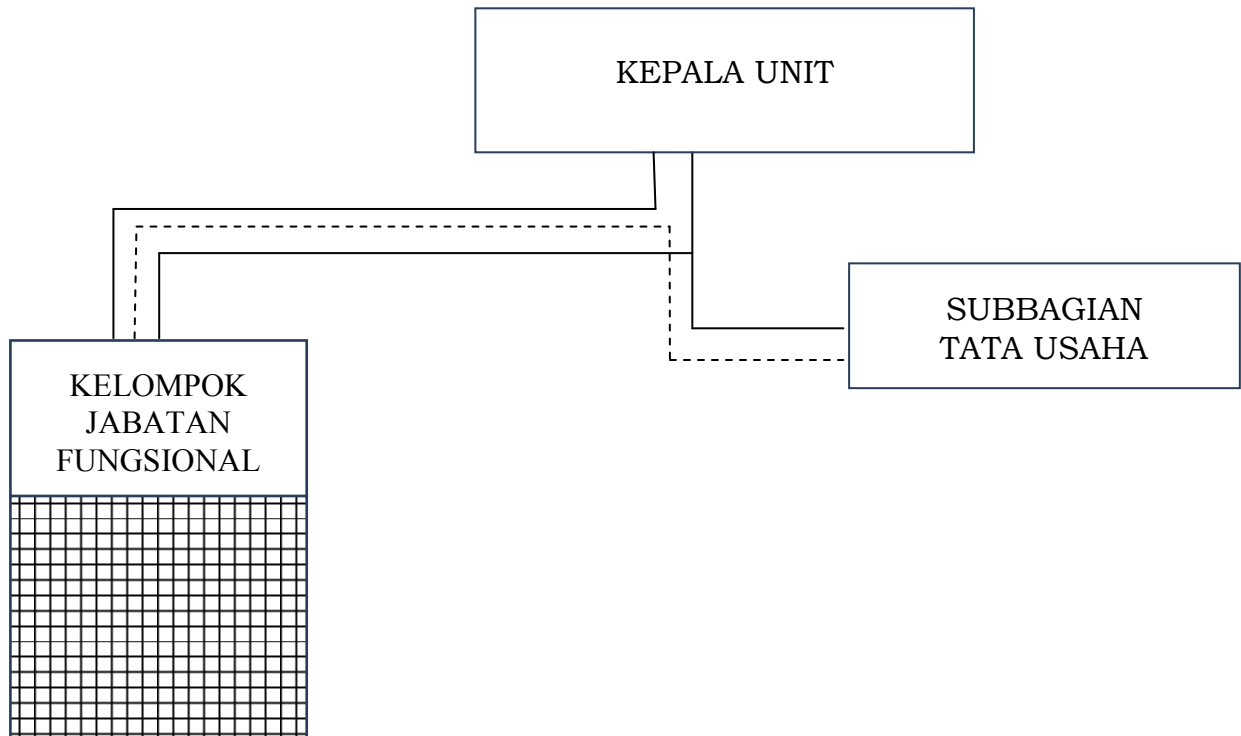 KEPALA UNIT
SUBBAGIAN
TATA USAHA
KELOMPOK
JABATAN
FUNGSIONAL